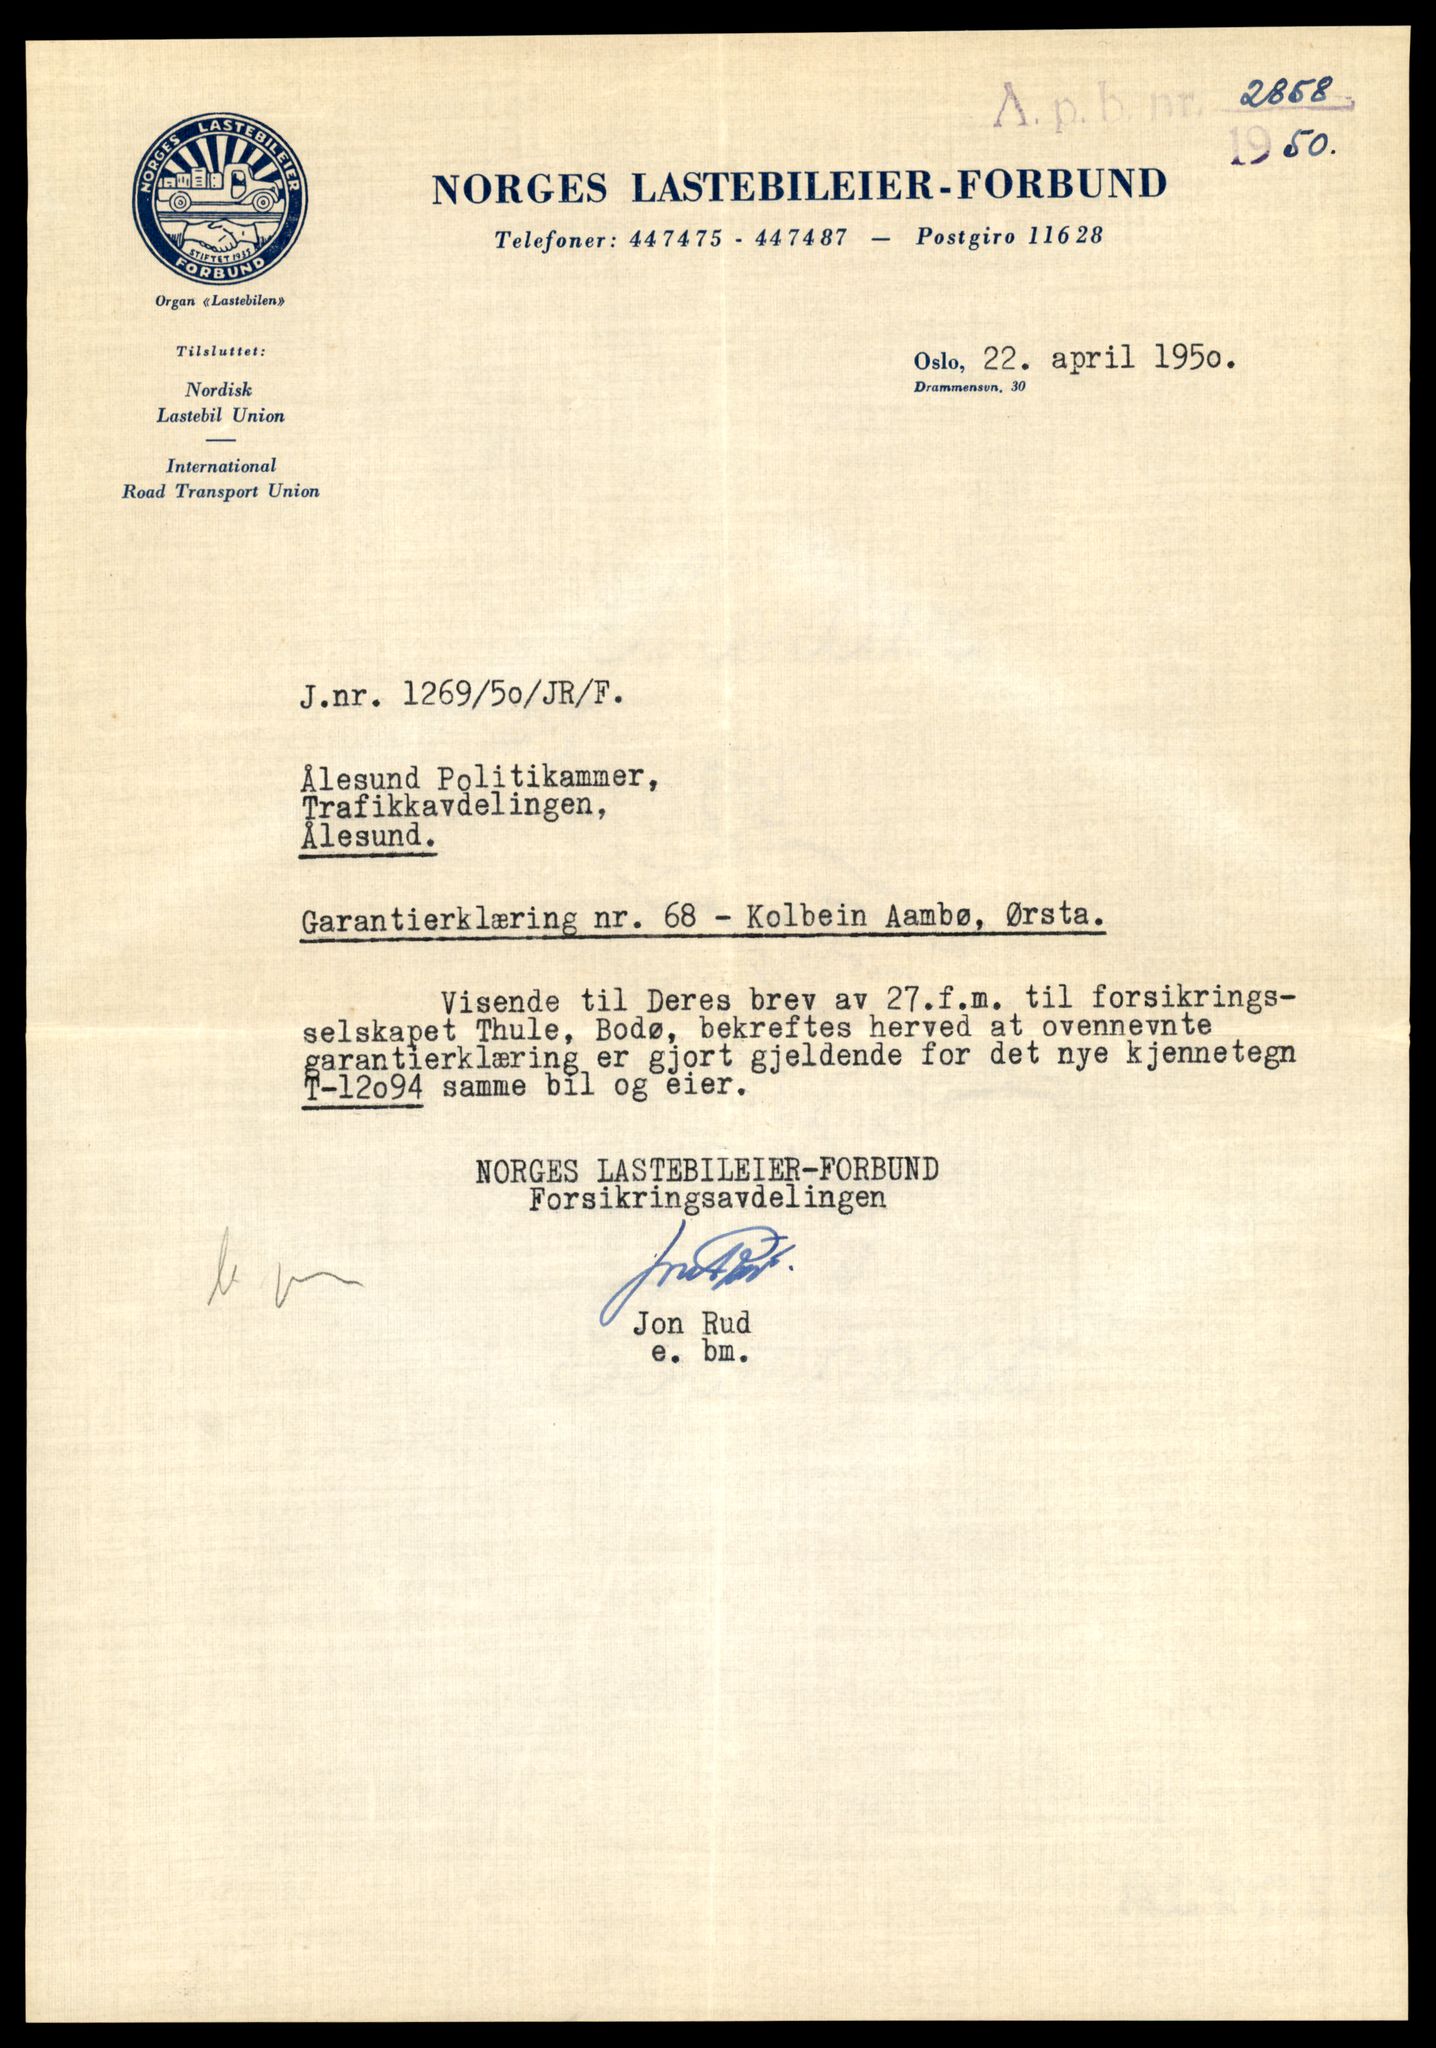 A. p. b. nr. 2858
1950.
NORGES LASTEBILEIER
FORBUND
STIFTET 1935
NORGES LASTEBILEIER-FORBUND
Telefoner: 447475 - 447487 — Postgiro 11628
Organ «Lastebilen»
Tilsluttet:
Nordisk
Lastebil Union
International
Road Transport Union
Oslo, 22. april 195o.
Drammensvn. 30
J.nr. 1269/5o/JR/F.
Ålesund Politikammer,
Trafikkavdelingen,
Ålesund.
Garantierklæring nr. 68 - Kolbein Aambø, Ørsta.
Visende til Deres brev av 27.f.m. til forsikrings-
selskapet Thule, Bodø, bekreftes herved at ovennevnte
garantierklæring er gjort gjeldende for det nye kjennetegn
T-12o94 samme bil og eier.
NORGES LASTEBILEIER-FORBUND
Forsikringsavdelingen
Jon Rud
e. bm.